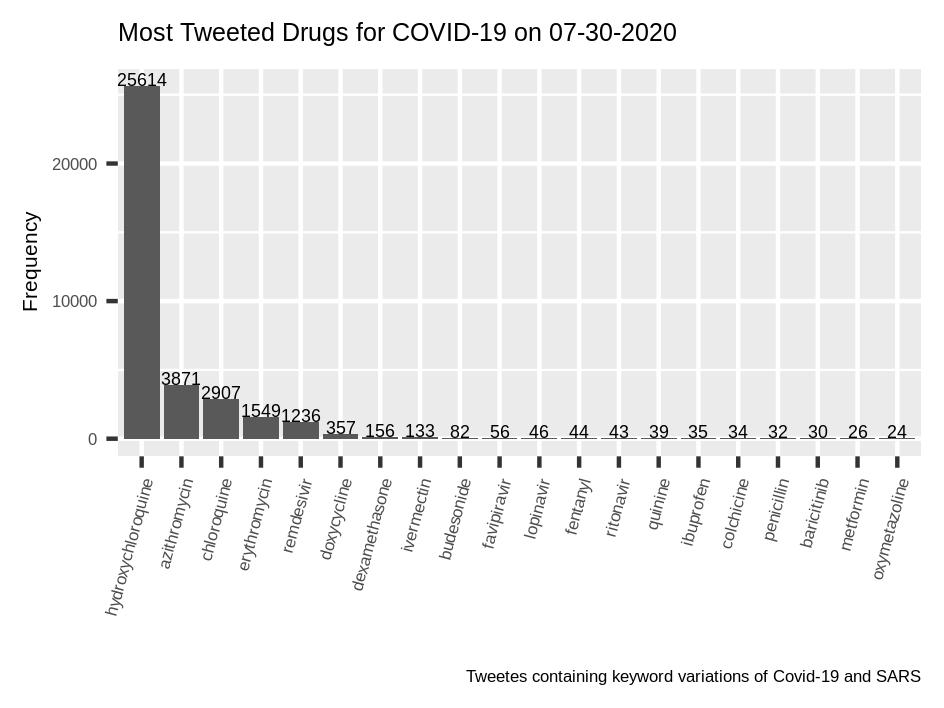 Most Tweeted Drugs for COVID-19 on 07-30-2020
Frequency
20000
10000
0
25614
3871
2907
1549
1236
357
156
133
82
56
46
44
43
39
35
34
32
30
26
24
hydroxychloroquine
azithromycin
chloroquine
erythromycin
remdesivir
doxycycline
dexamethasone
ivermectin
budesonide
favipiravir
lopinavir
fentanyl
ritonavir
quinine
ibuprofen
colchicine
penicillin
baricitinib
metformin
oxymetazoline
Tweetes containing keyword variations of Covid-19 and SARS